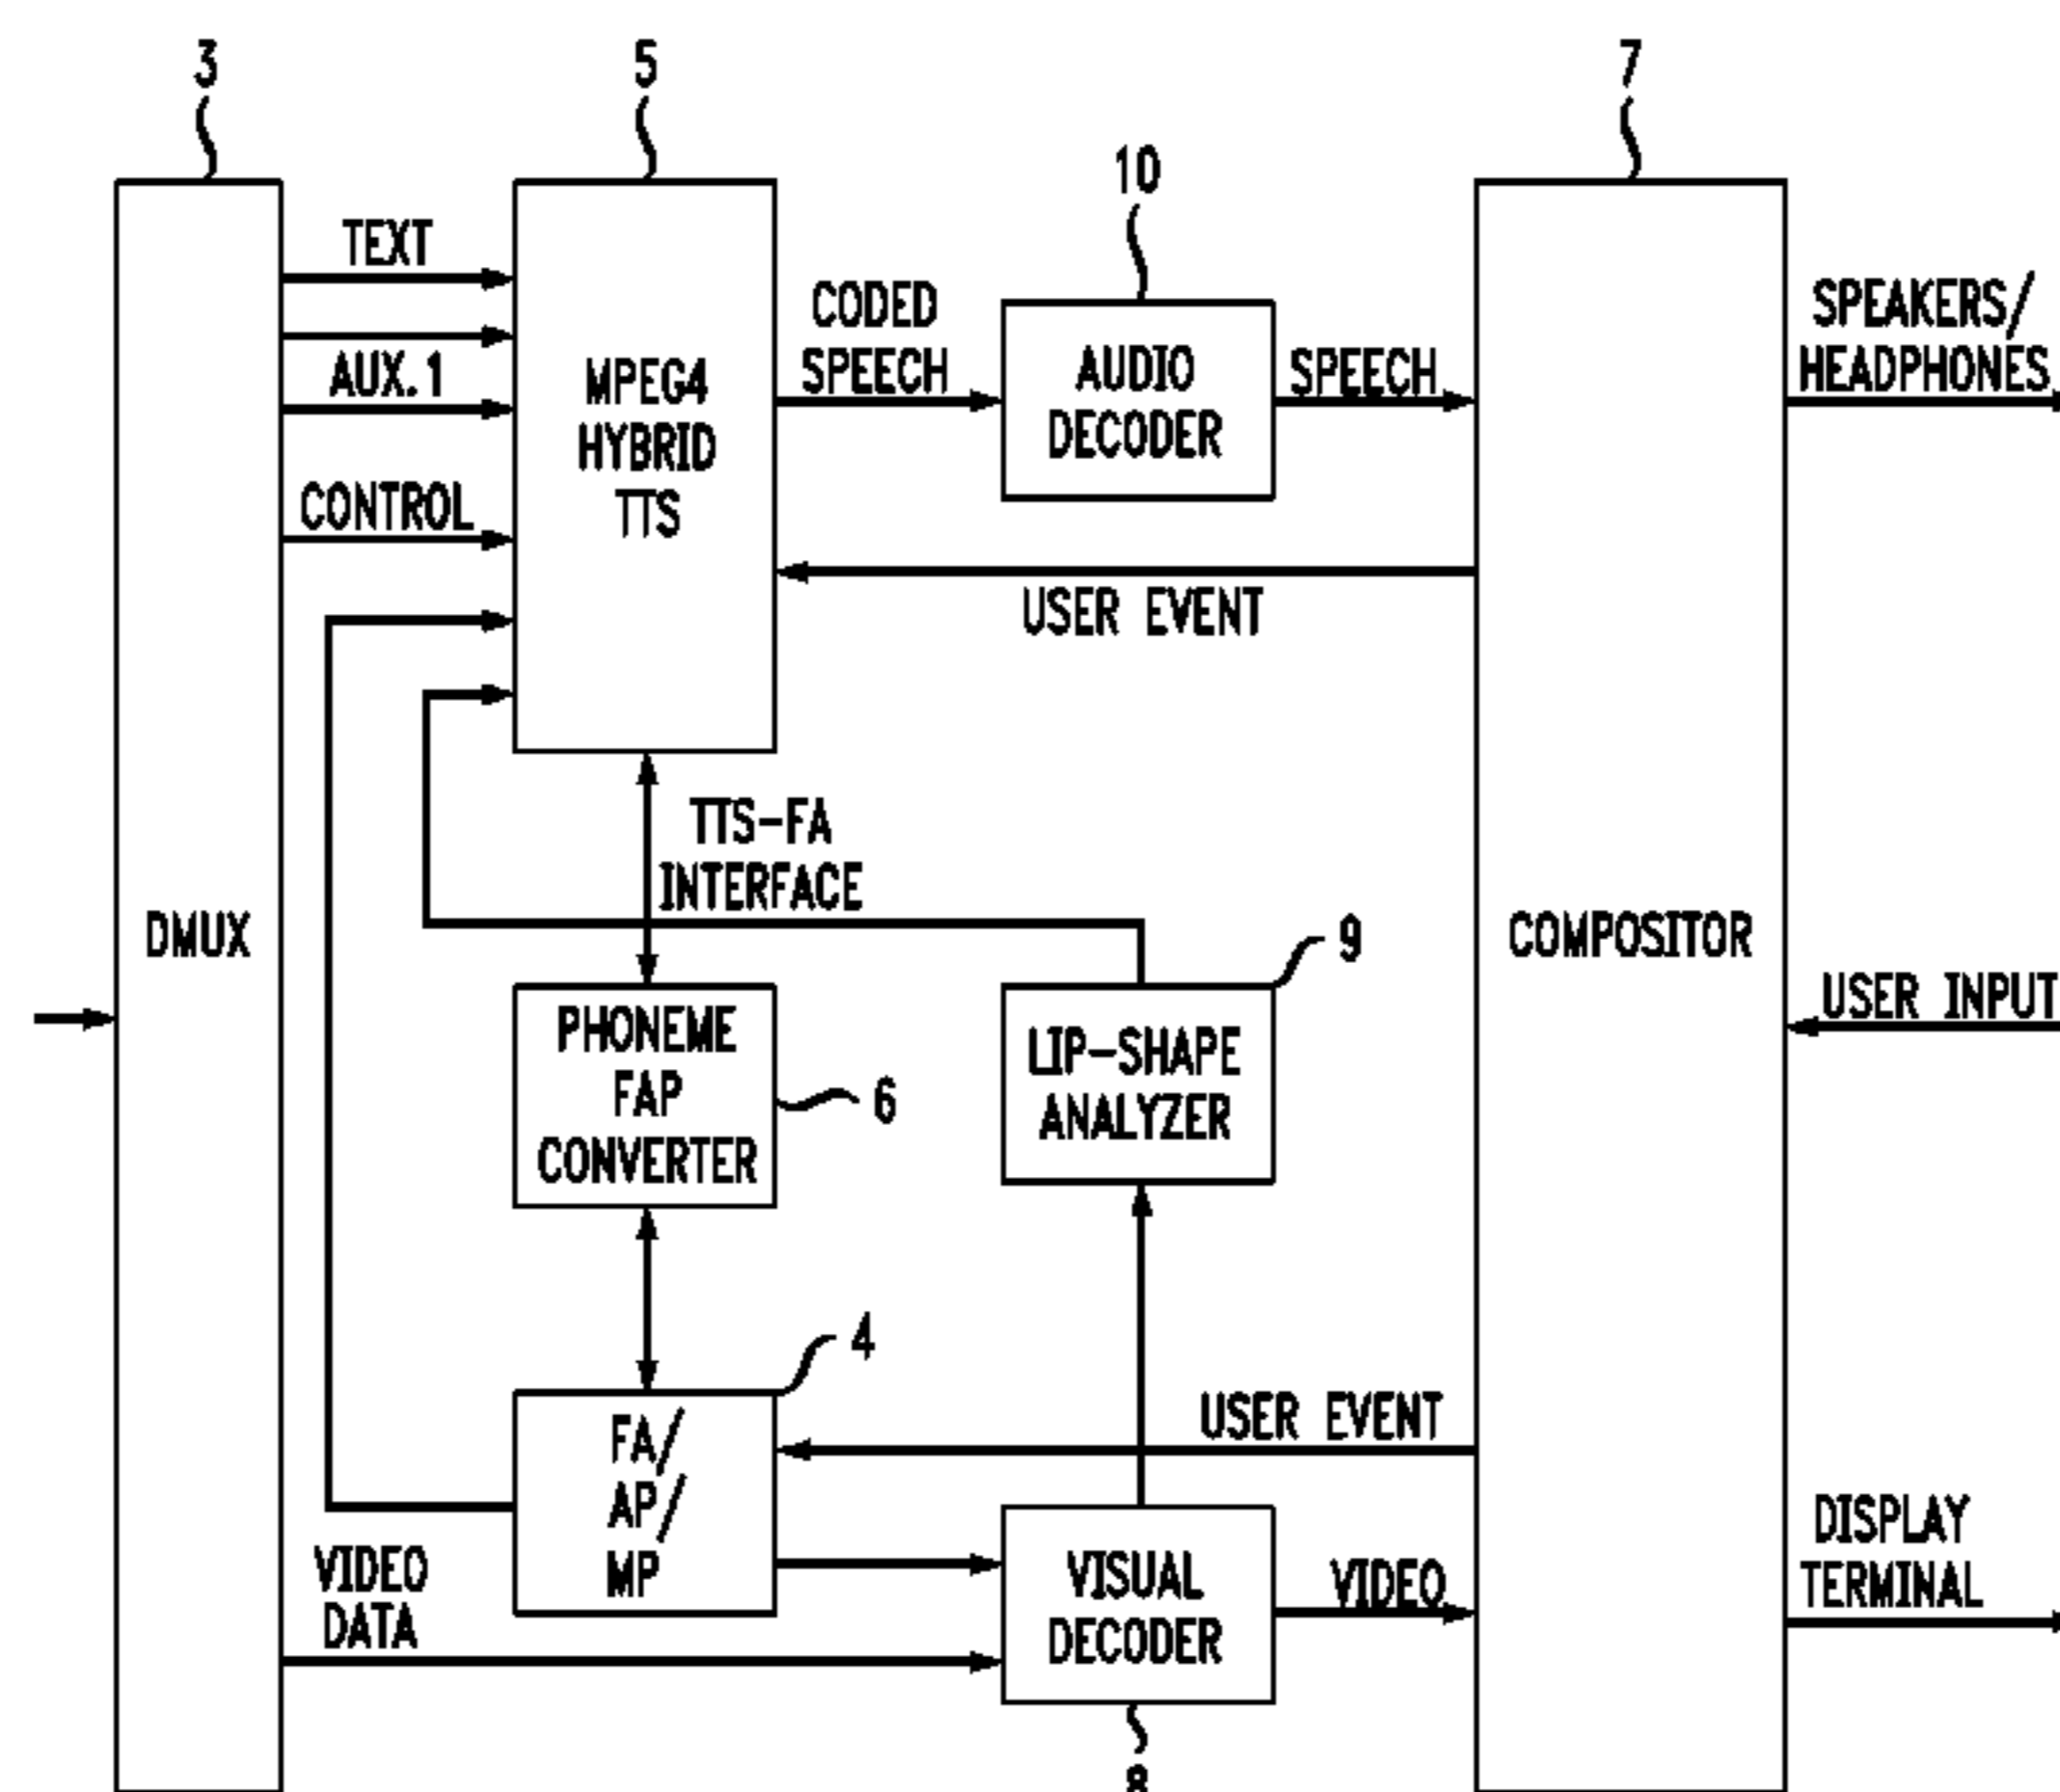 3
5
7
10
TEXT
AUX.1
CONTROL
MPEG4
HYBRID
TTS
CODED
SPEECH
AUDIO
DECODER
SPEECH
SPEAKERS/
HEADPHONES
USER EVENT
TTS-FA
INTERFACE
DMUX
COMPOSITOR
9
PHONEME
FAP
CONVERTER
6
LIP-SHAPE
ANALYZER
USER INPUT
4
FA/
AP/
MP
USER EVENT
VIDEO
DATA
VISUAL
DECODER
VIDEO
DISPLAY
TERMINAL
8